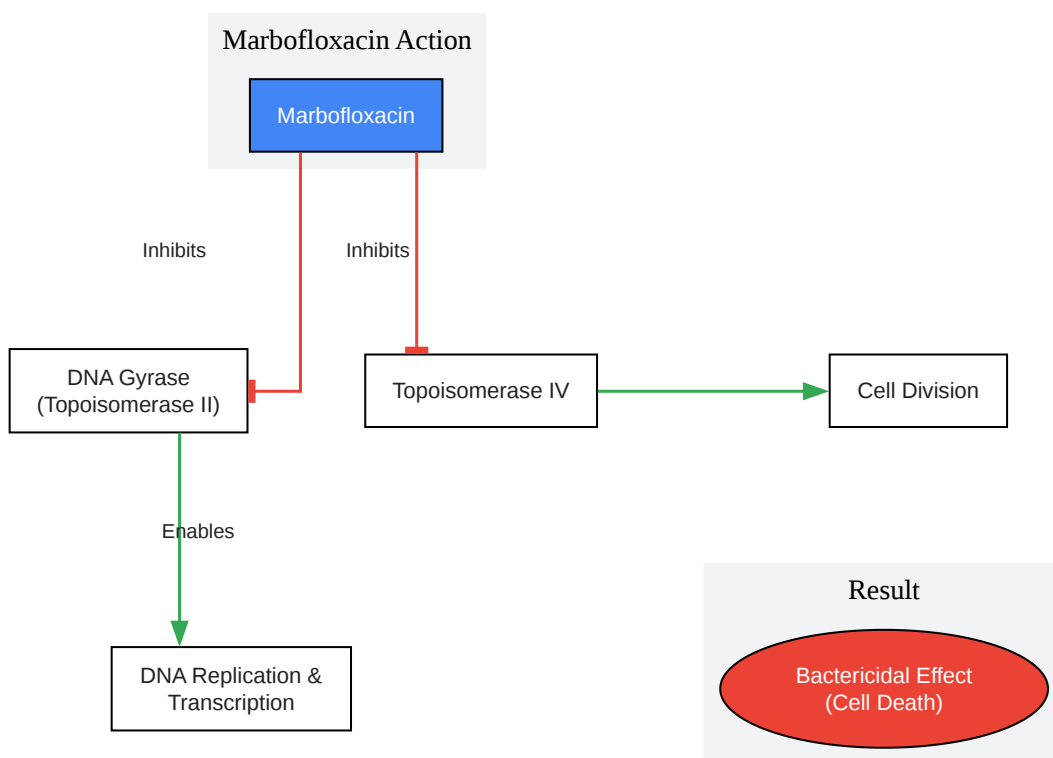 Marbofloxacin Action
Marbofloxacin
Inhibits
Inhibits
DNA Gyrase
(Topoisomerase II)
Topoisomerase IV
Cell Division
Enables
Result
DNA Replication &
Transcription
Bactericidal Effect
(Cell Death)